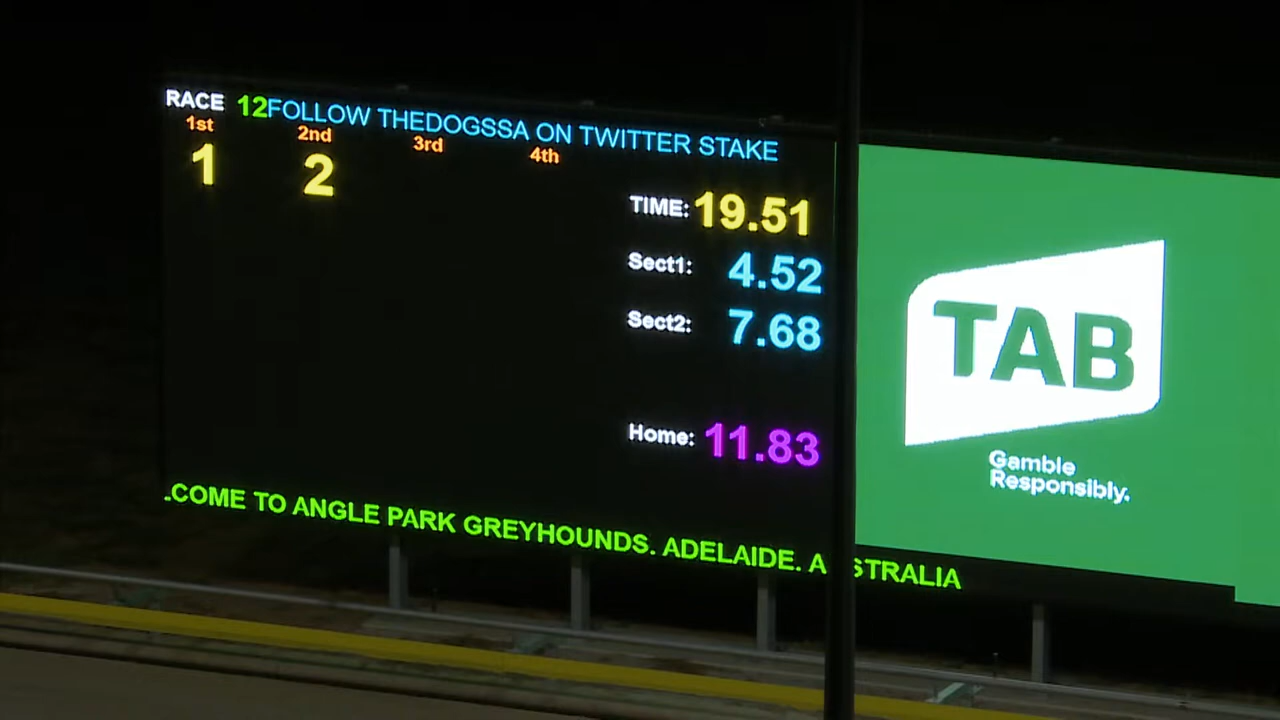 RACE 12FOLLOW THEDOGSSA ON TWITTER STAKE
1st 2nd 3rd 4th
1 2
TIME: 19.51
Sect1: 4.52
Sect2: 7.68
Home: 11.83
.COME TO ANGLE PARK GREYHOUNDS. ADELAIDE. A STRALIA
TAB
Gamble
Responsibly.